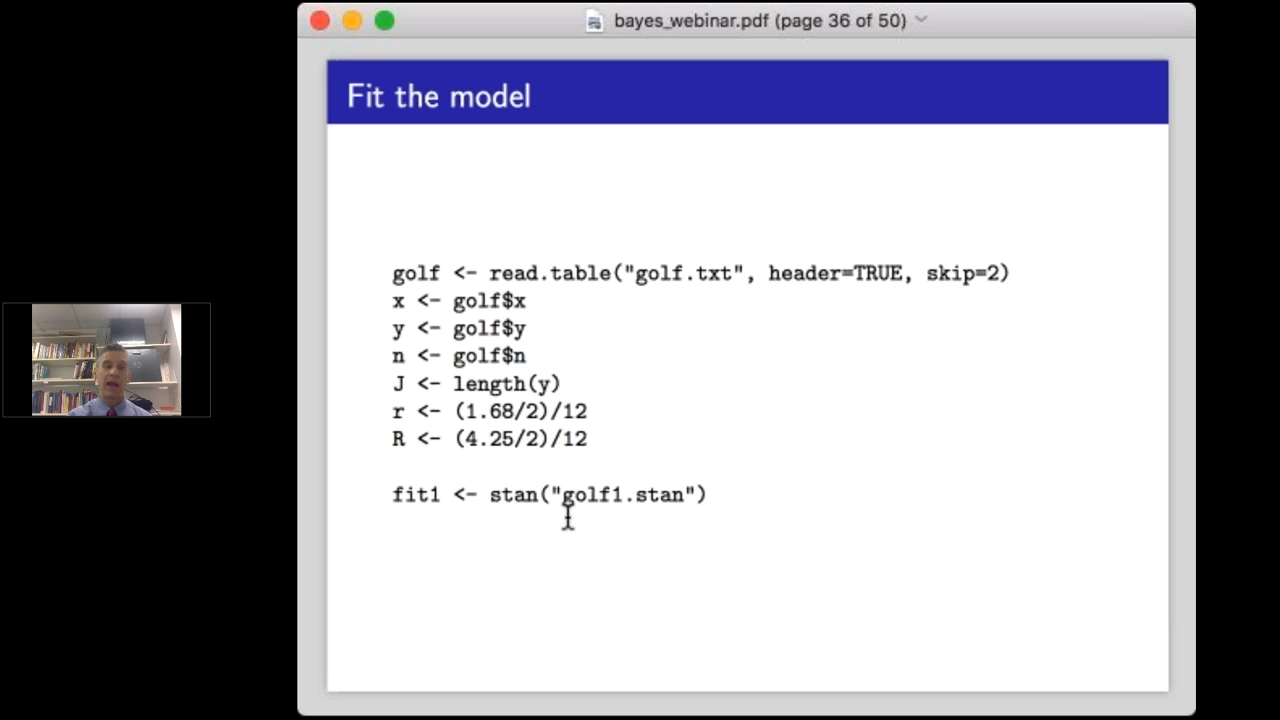 bayes_webinar.pdf (page 36 of 50)
Fit the model
golf <- read.table("golf.txt", header=TRUE, skip=2)
x <- golf$x
y <- golf$y
n <- golf$n
J <- length(y)
r <- (1.68/2)/12
R <- (4.25/2)/12
fit1 <- stan("golf1.stan")